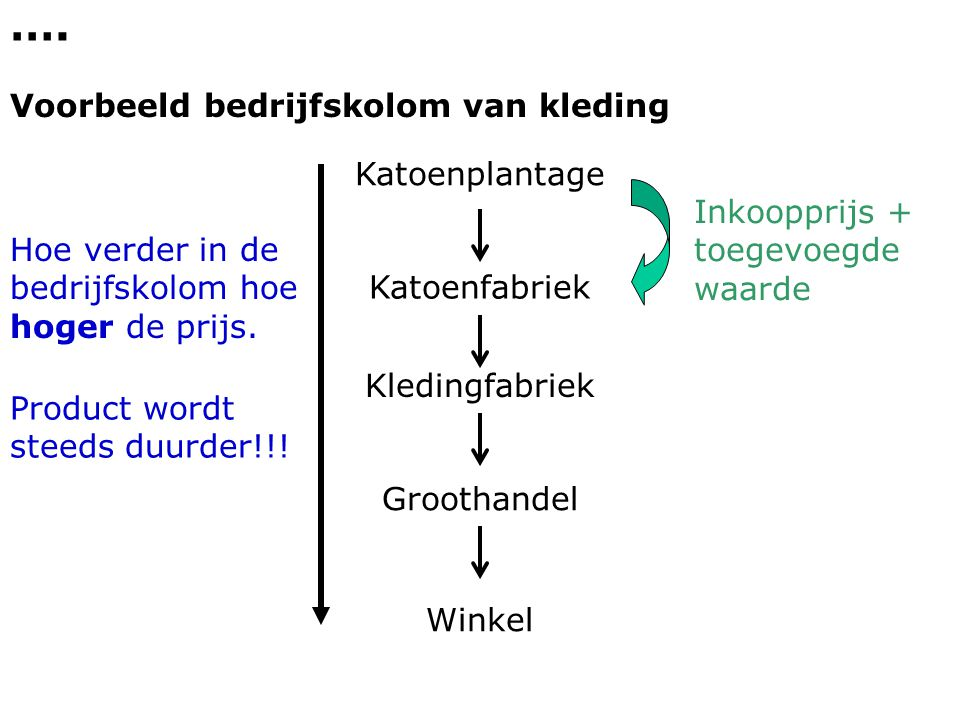 ....
Voorbeeld bedrijfskolom van kleding
Katoenplantage
Inkoopprijs +
toegevoegde
waarde
Hoe verder in de
bedrijfskolom hoe
hoger de prijs.
Katoenfabriek
Kledingfabriek
Product wordt
steeds duurder!!!
Groothandel
Winkel